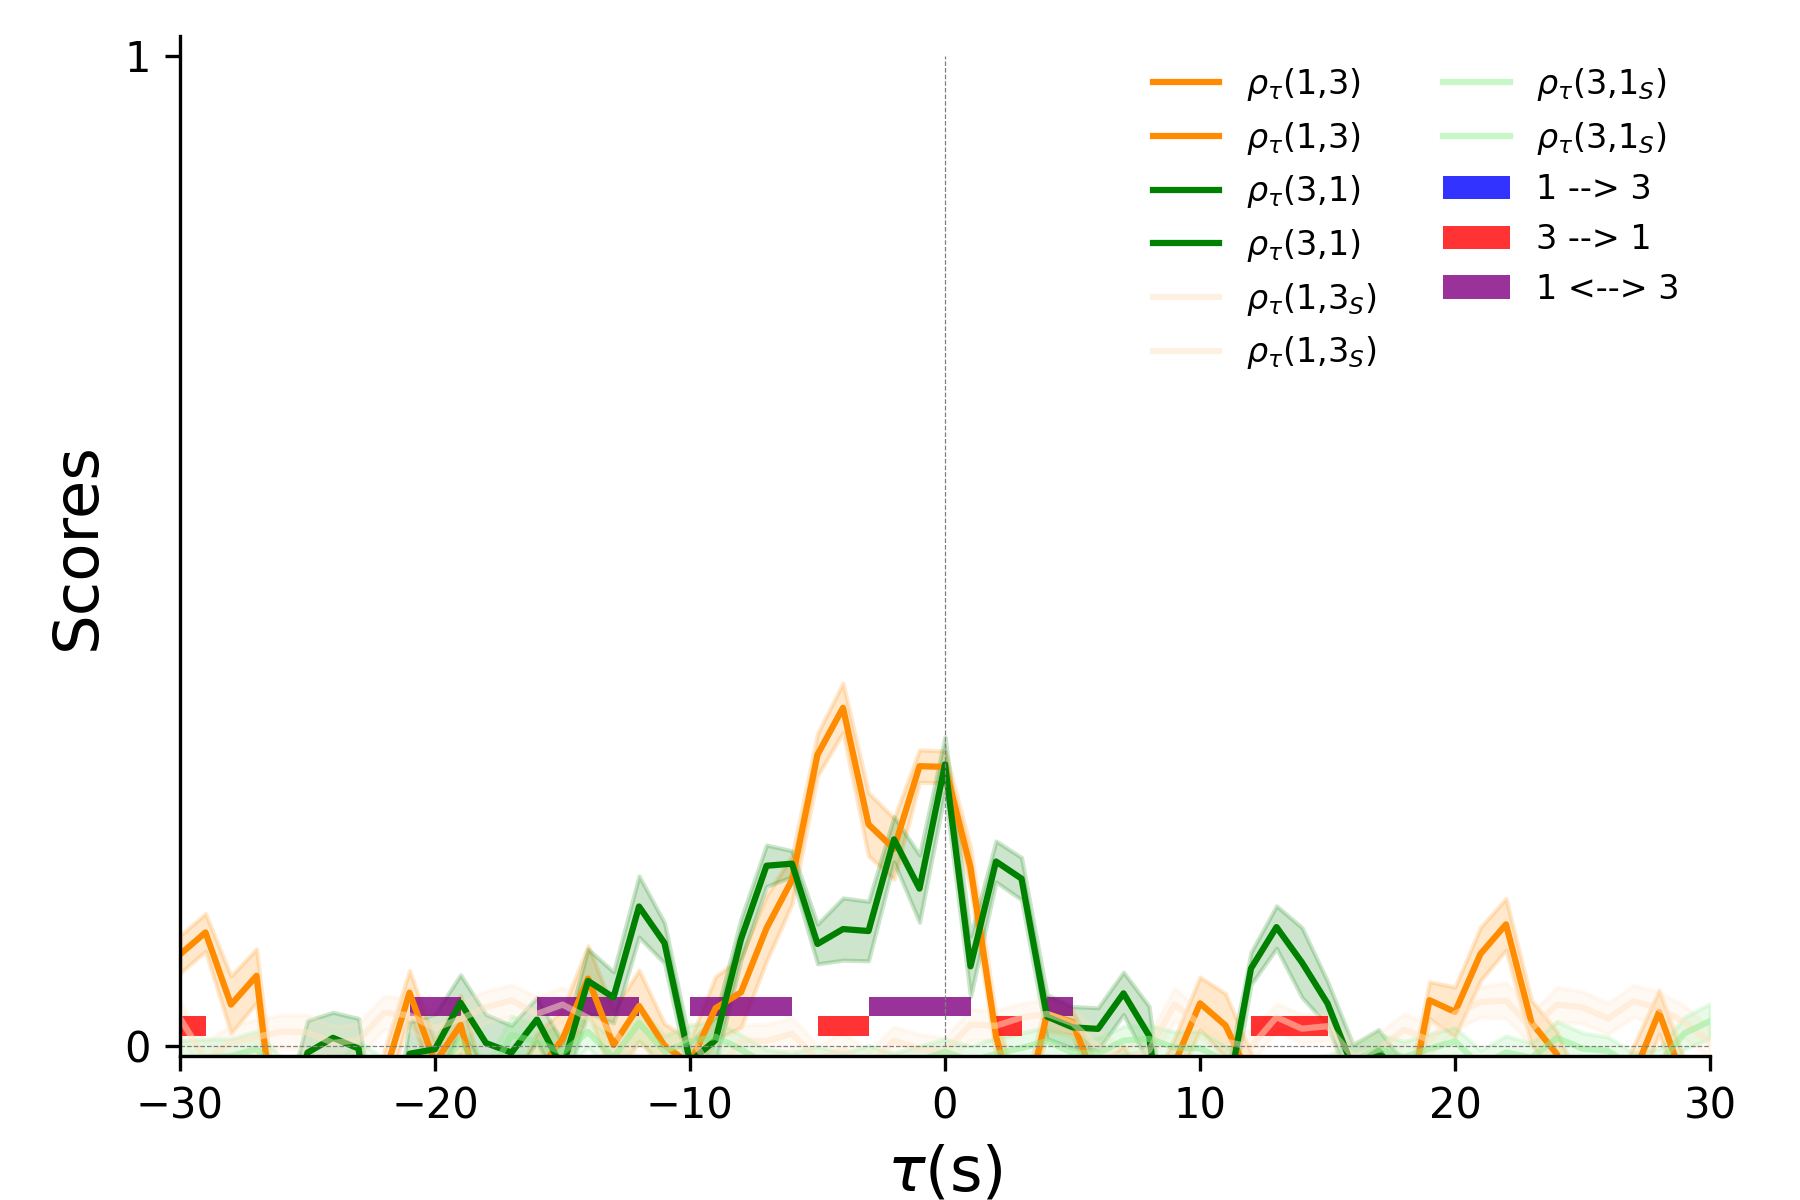 1
ρτ(1,3)
ρτ(1,3)
ρτ(3,1)
ρτ(3,1)
ρτ(1,3S)
ρτ(1,3S)
ρτ(3,1S)
ρτ(3,1S)
1 --> 3
3 --> 1
1 <--> 3
Scores
0
−30 −20 −10 0 10 20 30
τ(s)